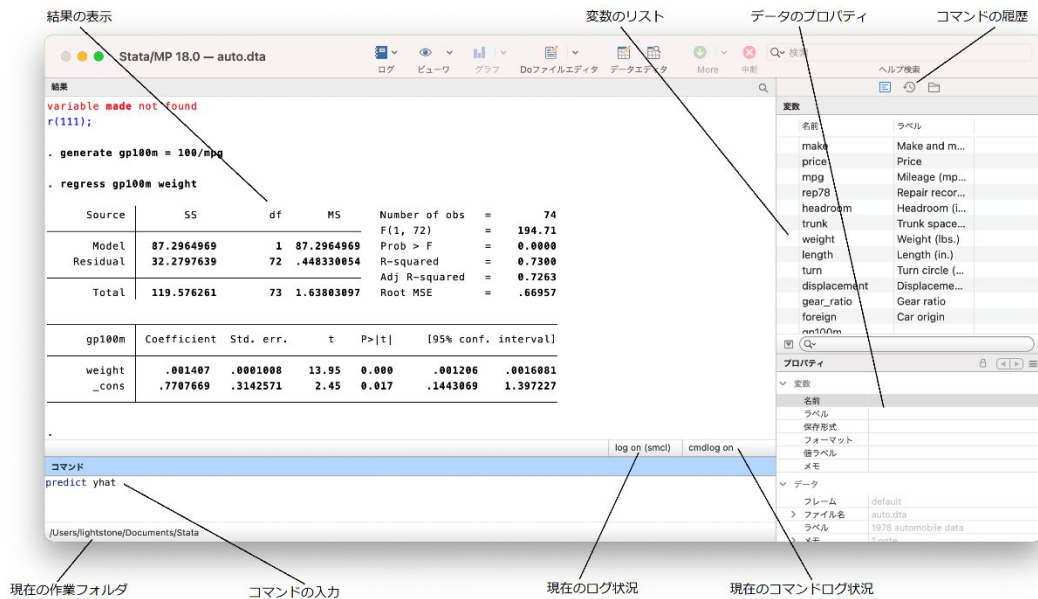 結果の表示
変数のリスト
データのプロパティ
コマンドの履歴
Stata/MP 18.0 — auto.dta
ログ
ビューワ
グラフ
Doファイルエディタ
データエディタ
More
中断
検索
ヘルプ検索
結果
variable made not found
r(111);
. generate gp100m = 100/mpg
. regress gp100m weight
Source SS df MS Number of obs = 74
F(1, 72) = 194.71
Model 87.2964969 1 87.2964969 Prob > F = 0.0000
Residual 32.2797639 72 .448330054 R-squared = 0.7300
Adj R-squared = 0.7263
Total 119.576261 73 1.63803097 Root MSE = .66957
gp100m Coefficient Std. err. t P>|t| [95% conf. interval]
weight .001407 .0001008 13.95 0.000 .001206 .0016081
_cons .7707669 .3142571 2.45 0.017 .1443069 1.397227
.
log on (smcl)
cmdlog on
コマンド
predict yhat
/Users/lightstone/Documents/Stata
変数
名前 ラベル
make Make and m...
price Price
mpg Mileage (mp...
rep78 Repair recor...
headroom Headroom (i...
trunk Trunk space...
weight Weight (lbs.)
length Length (in.)
turn Turn circle (...
displacement Displaceme...
gear_ratio Gear ratio
foreign Car origin
gp100m
プロパティ
変数
名前
ラベル
保存形式
フォーマット
値ラベル
メモ
データ
フレーム default
ファイル名 auto.dta
ラベル 1978 automobile data
メモ 1 note
現在の作業フォルダ
コマンドの入力
現在のログ状況
現在のコマンドログ状況